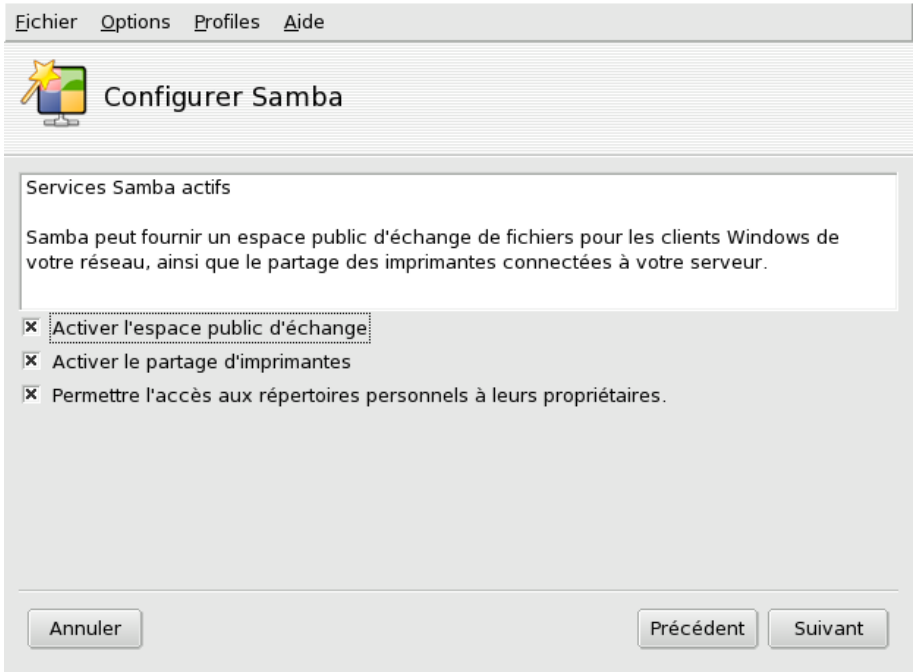 Fichier Options Profiles Aide
Configurer Samba
Services Samba actifs
Samba peut fournir un espace public d'échange de fichiers pour les clients Windows de
votre réseau, ainsi que le partage des imprimantes connectées à votre serveur.
Activer l'espace public d'échange
Activer le partage d'imprimantes
Permettre l'accès aux répertoires personnels à leurs propriétaires.
Annuler Précédent Suivant